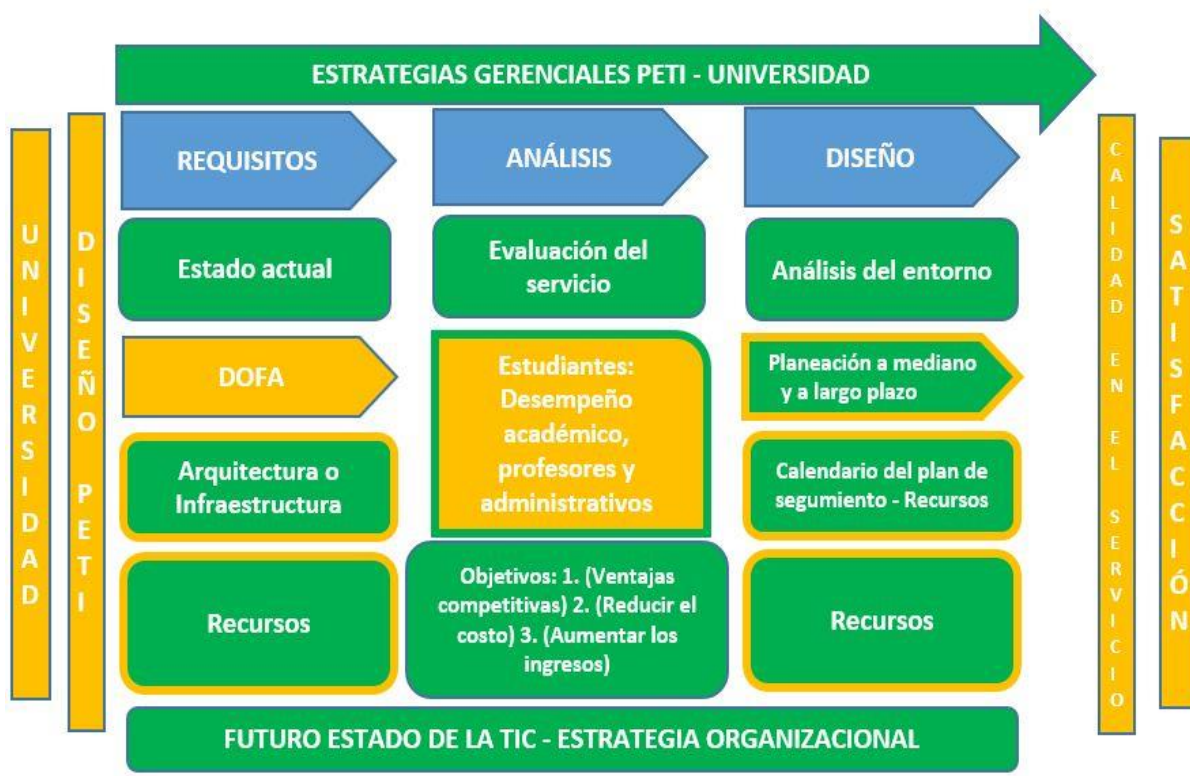 ESTRATEGIAS GERENCIALES PETI - UNIVERSIDAD
UNIVERSIDAD
DISEÑO PETI
REQUISITOS
Estado actual
DOFA
Arquitectura o
Infraestructura
Recursos
ANÁLISIS
Evaluación del
servicio
Estudiantes:
Desempeño
académico,
profesores y
administrativos
Objetivos: 1. (Ventajas
competitivas) 2. (Reducir el
costo) 3. (Aumentar los
ingresos)
DISEÑO
Análisis del entorno
Planeación a mediano
y a largo plazo
Calendario del plan de
segumiento - Recursos
Recursos
CALIDAD EN EL SERVICIO
SATISFACCIÓN
FUTURO ESTADO DE LA TIC - ESTRATEGIA ORGANIZACIONAL